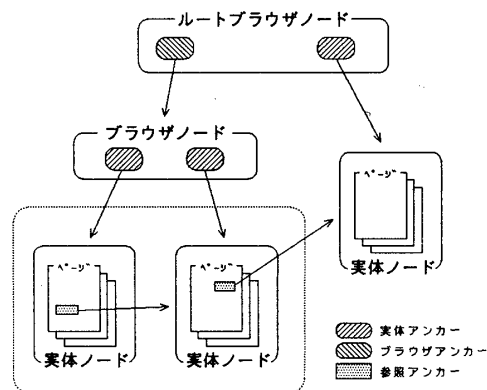 ルートブラウザノード
ブラウザノード
ページ
実体ノード
ページ
実体ノード
ページ
実体ノード
実体アンカー
ブラウザアンカー
参照アンカー